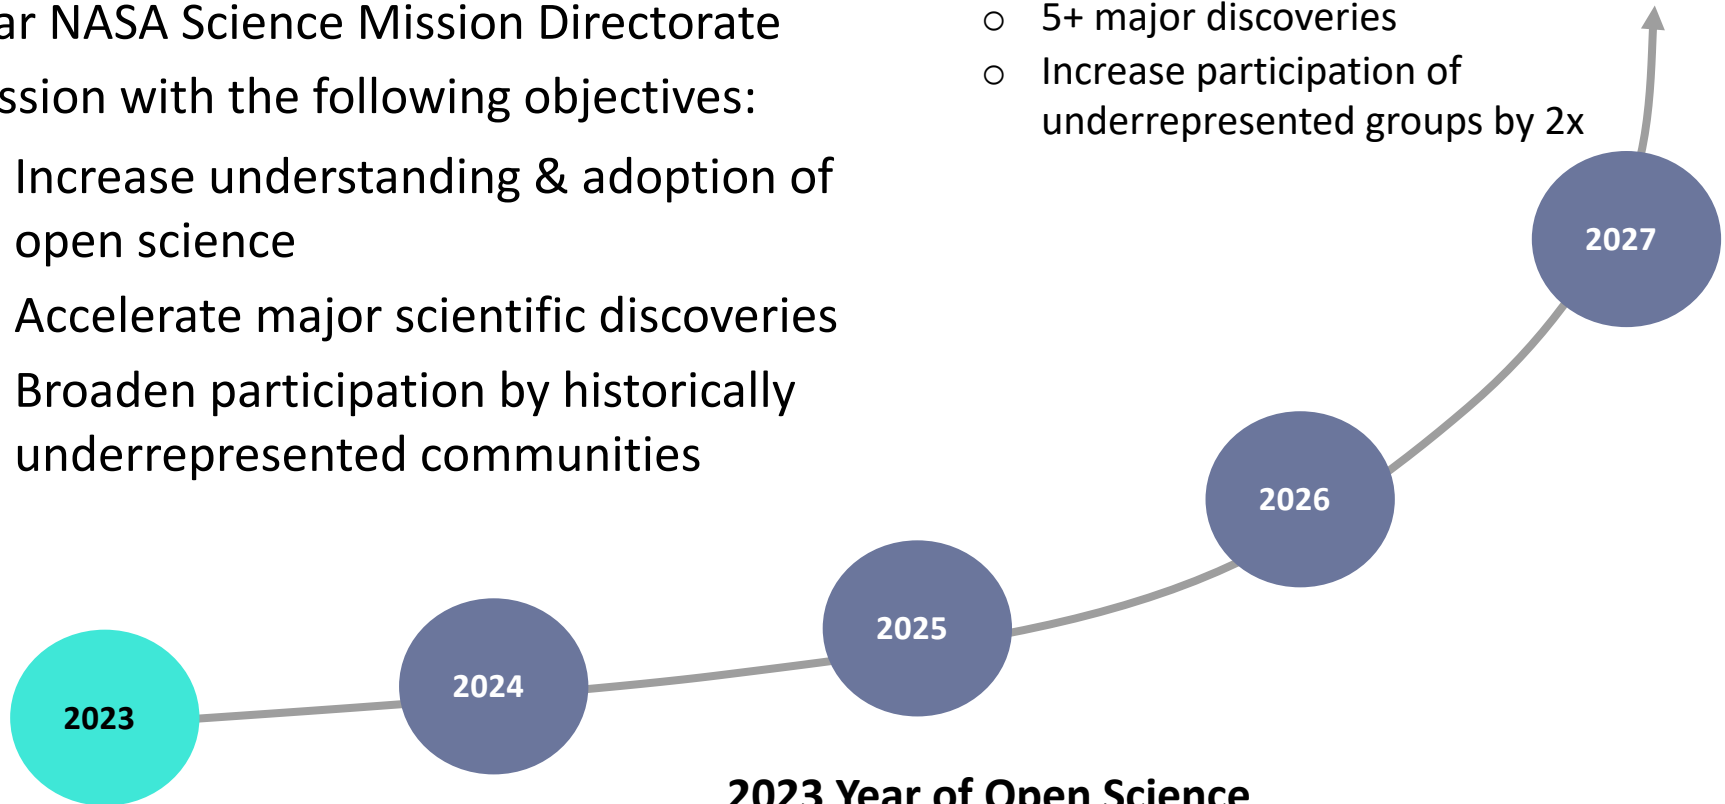 ar NASA Science Mission Directorate
ssion with the following objectives:
Increase understanding & adoption of
open science
Accelerate major scientific discoveries
Broaden participation by historically
underrepresented communities
○ 5+ major discoveries
○ Increase participation of
underrepresented groups by 2x
2027
2026
2025
2024
2023
2023 Year of Open Science